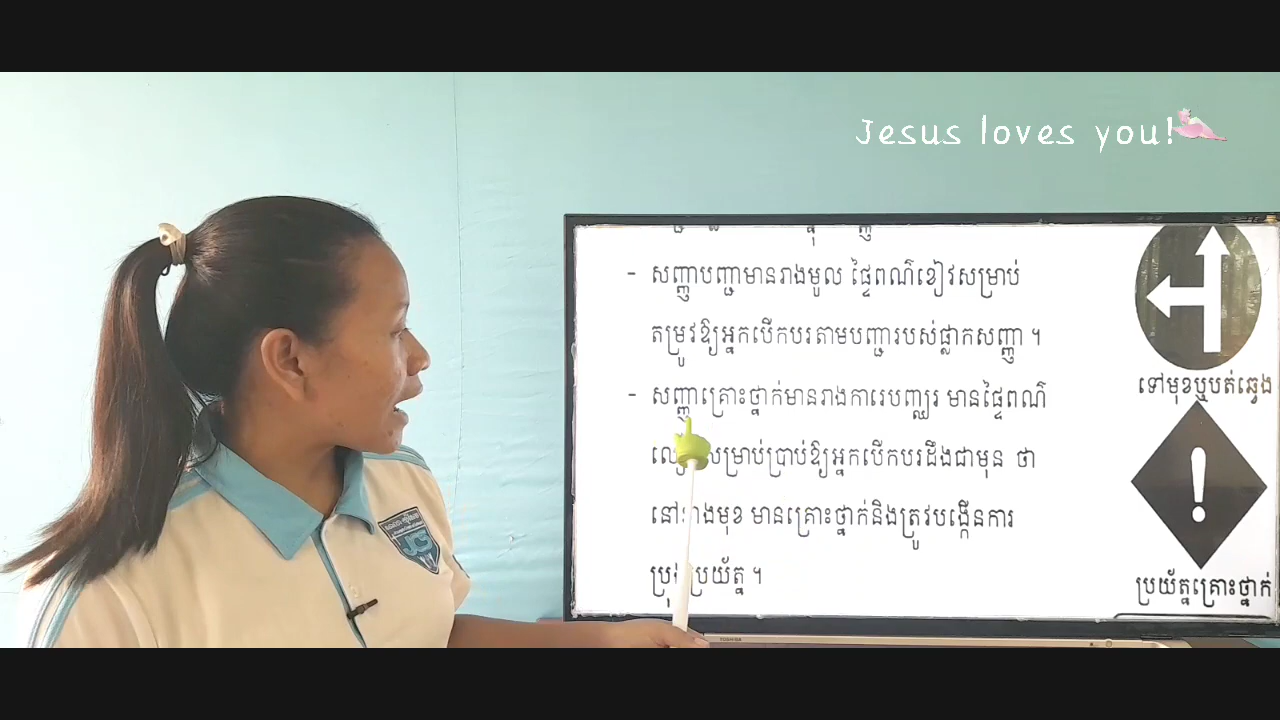 Jesus loves you!
- សញ្ញាបញ្ជាមានរាងមូល ផ្ទៃពណ៌ខៀវសម្រាប់
តម្រូវឱ្យអ្នកបើកបរតាមបញ្ជារបស់ផ្លាកសញ្ញា ។
- សញ្ញាគ្រោះថ្នាក់មានរាងការេបញ្ឈរ មានផ្ទៃពណ៌
សម្រាប់ប្រាប់ឱ្យអ្នកបើកបរដឹងជាមុន ថា
នៅខាងមុខ មានគ្រោះថ្នាក់និងត្រូវបង្កើនការ
ប្រយ័ត្ន ។
ទៅមុខឬបត់ឆ្វេង
!
ប្រយ័ត្នគ្រោះថ្នាក់
JCS
TOSHIBA